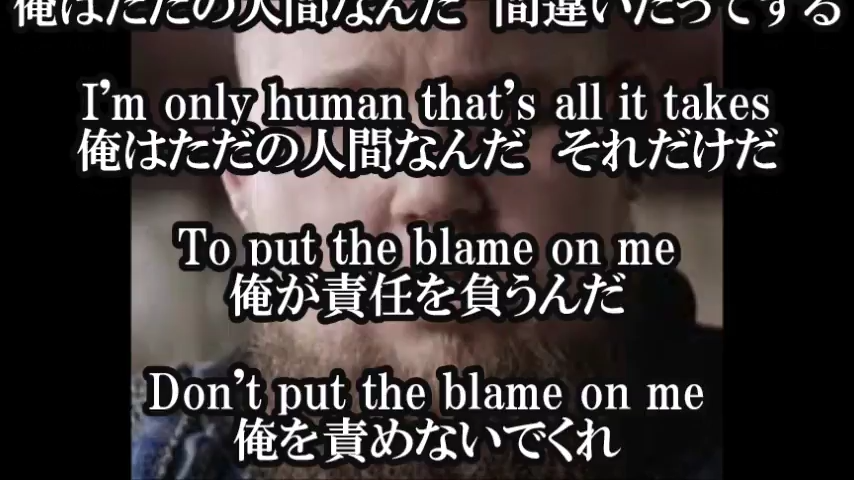 俺はただの人間なんだ　間違いだってする
I'm only human that's all it takes
俺はただの人間なんだ　それだけだ
To put the blame on me
俺が責任を負うんだ
Don't put the blame on me
俺を責めないでくれ